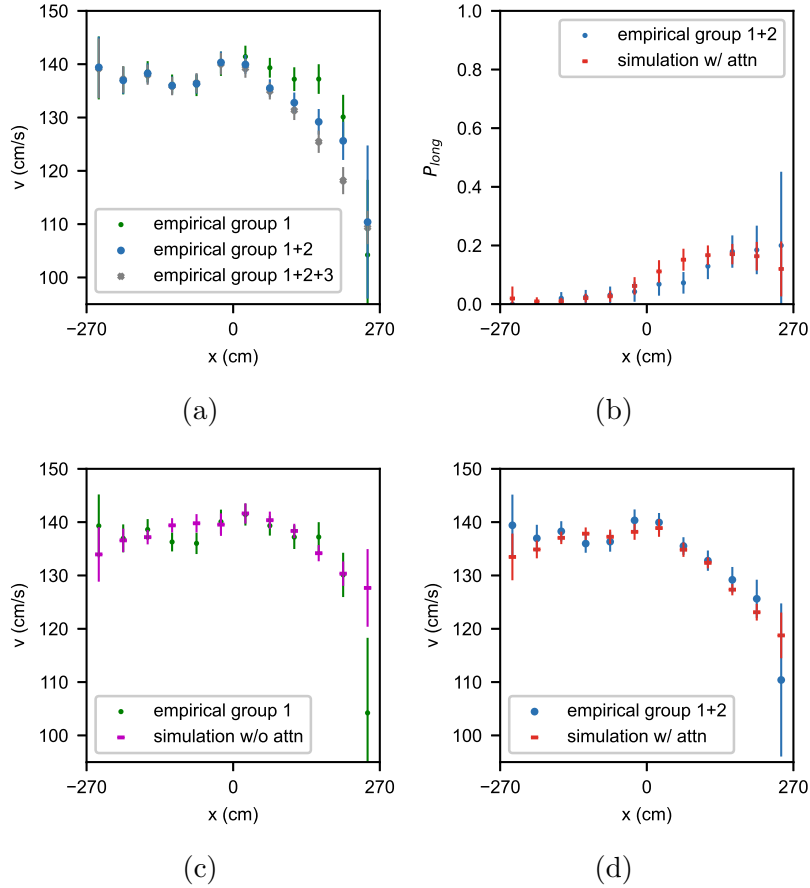 150
140
130
120
110
100
v (cm/s)
empirical group 1
empirical group 1+2
empirical group 1+2+3
−270
0
270
x (cm)
(a)
1.0
0.8
0.6
0.4
0.2
0.0
P_long
empirical group 1+2
simulation w/ attn
−270
0
270
x (cm)
(b)
150
140
130
120
110
100
v (cm/s)
empirical group 1
simulation w/o attn
−270
0
270
x (cm)
(c)
150
140
130
120
110
100
v (cm/s)
empirical group 1+2
simulation w/ attn
−270
0
270
x (cm)
(d)